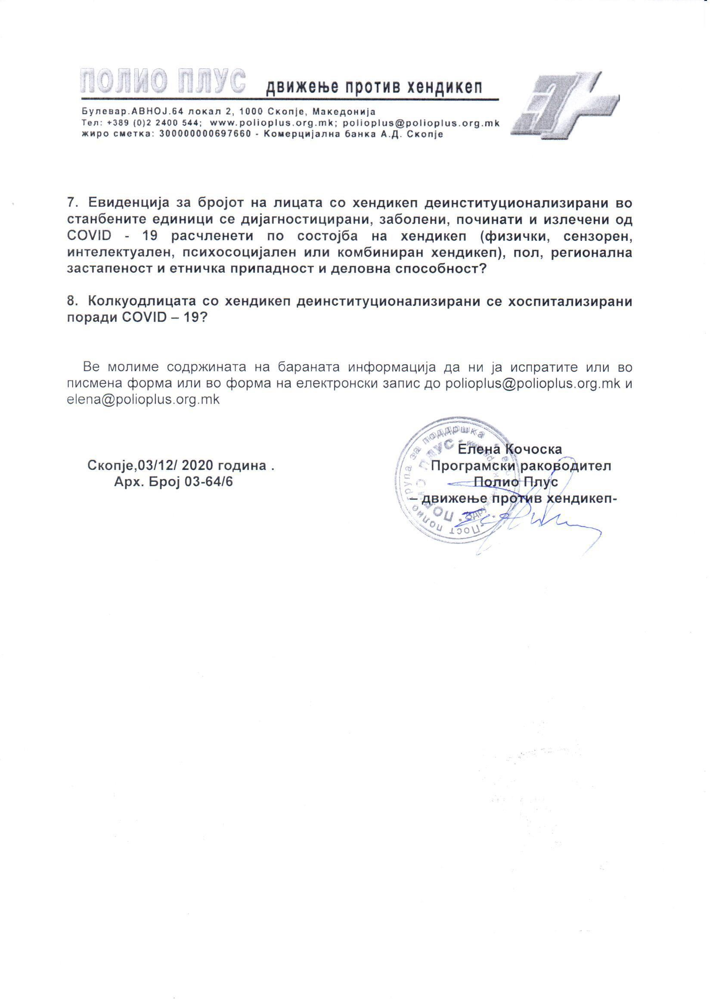 ПОЛИО ПЛУС движење против хендикеп
Булевар.АВНОЈ.64 локал 2, 1000 Скопје, Македонија
Тел: +389 (0)2 2400 544; www.polioplus.org.mk; polioplus@polioplus.org.mk
жиро сметка: 300000000697660 - Комерцијална банка А.Д. Скопје
7. Евиденција за бројот на лицата со хендикеп деинституционализирани во
станбените единици се дијагностицирани, заболени, починати и излечени од
COVID - 19 расчленети по состојба на хендикеп (физички, сензорен,
интелектуален, психосоцијален или комбиниран хендикеп), пол, регионална
застапеност и етничка припадност и деловна способност?
8. Колкуодлицата со хендикеп деинституционализирани се хоспитализирани
поради COVID – 19?
Ве молиме содржината на бараната информација да ни ја испратите или во
писмена форма или во форма на електронски запис до polioplus@polioplus.org.mk и
elena@polioplus.org.mk
Елена Кочоска
Скопје,03/12/ 2020 година . Програмски раководител
Арх. Број 03-64/6 Полио Плус
– движење против хендикеп-
Пост полио група за поддршка
ПОЛИО ПЛУС